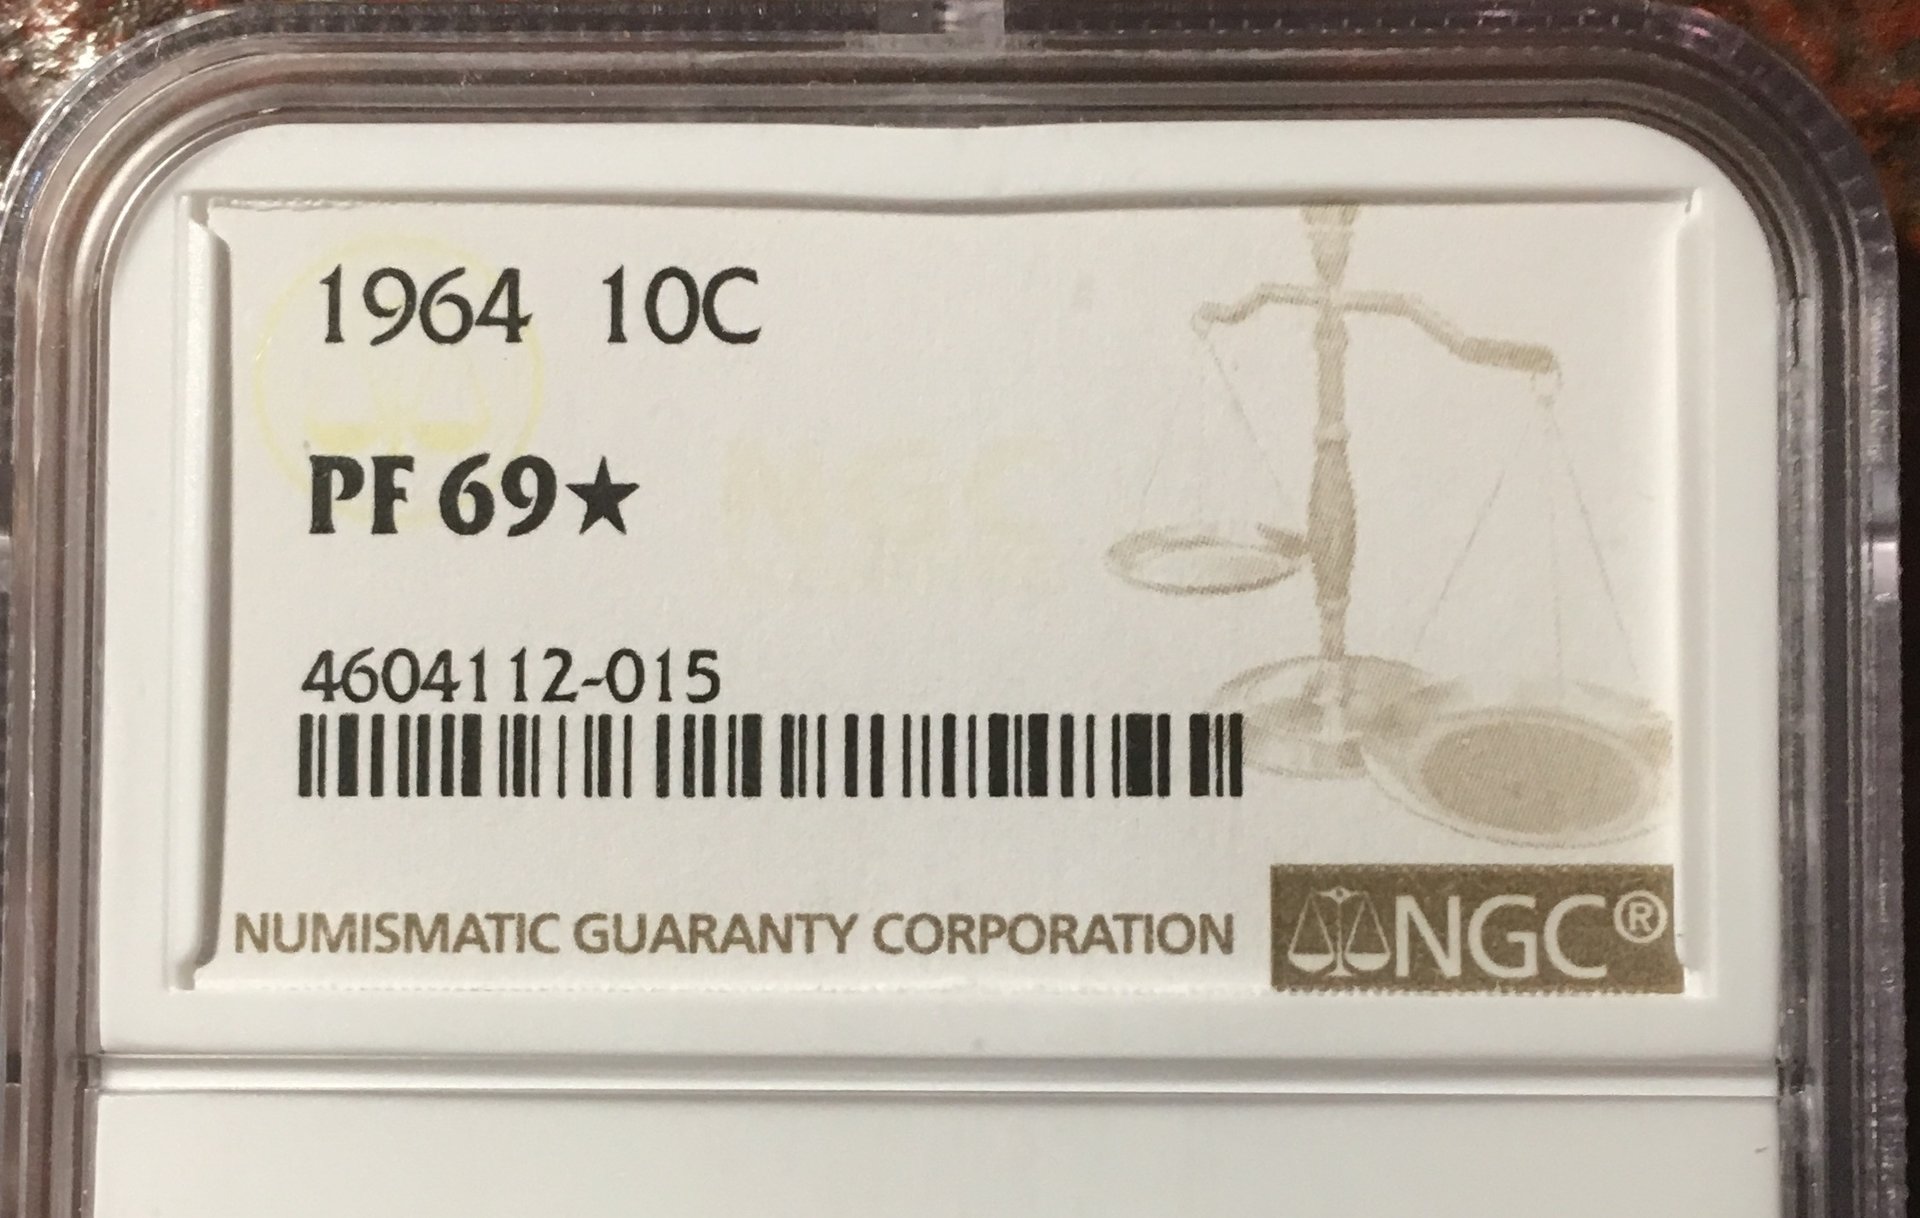 1964 10C
PF 69★
4604112-015
NUMISMATIC GUARANTY CORPORATION
NGC®